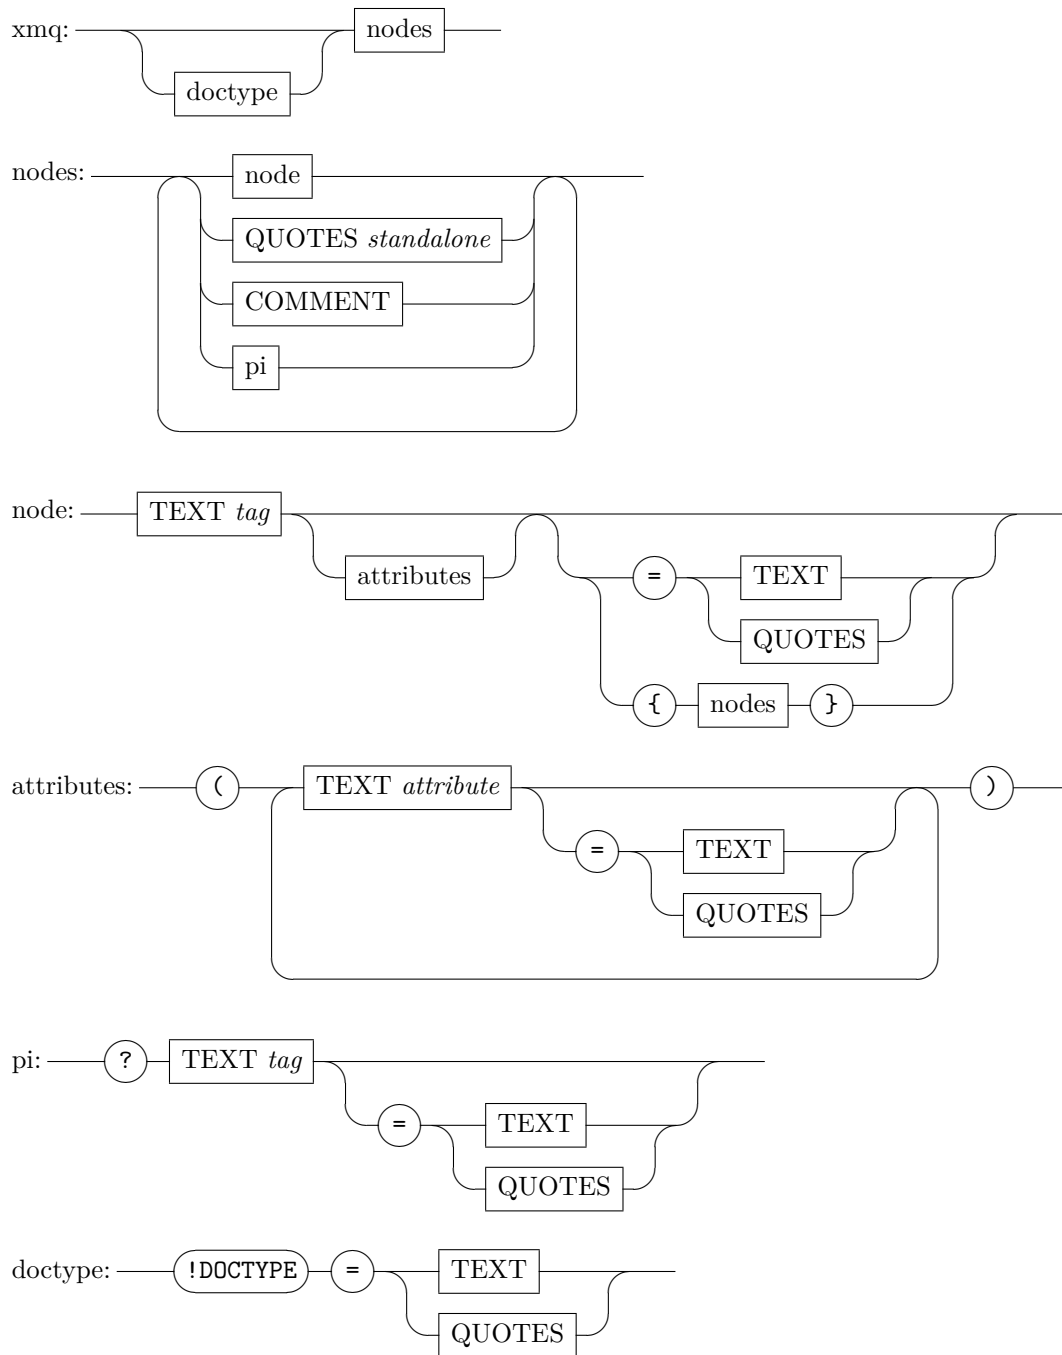 xmq: nodes
doctype
nodes: node
QUOTES standalone
COMMENT
pi
node: TEXT tag
attributes = TEXT
QUOTES
{ nodes }
attributes: ( TEXT attribute )
= TEXT
QUOTES
pi: ? TEXT tag
= TEXT
QUOTES
doctype: !DOCTYPE = TEXT
QUOTES